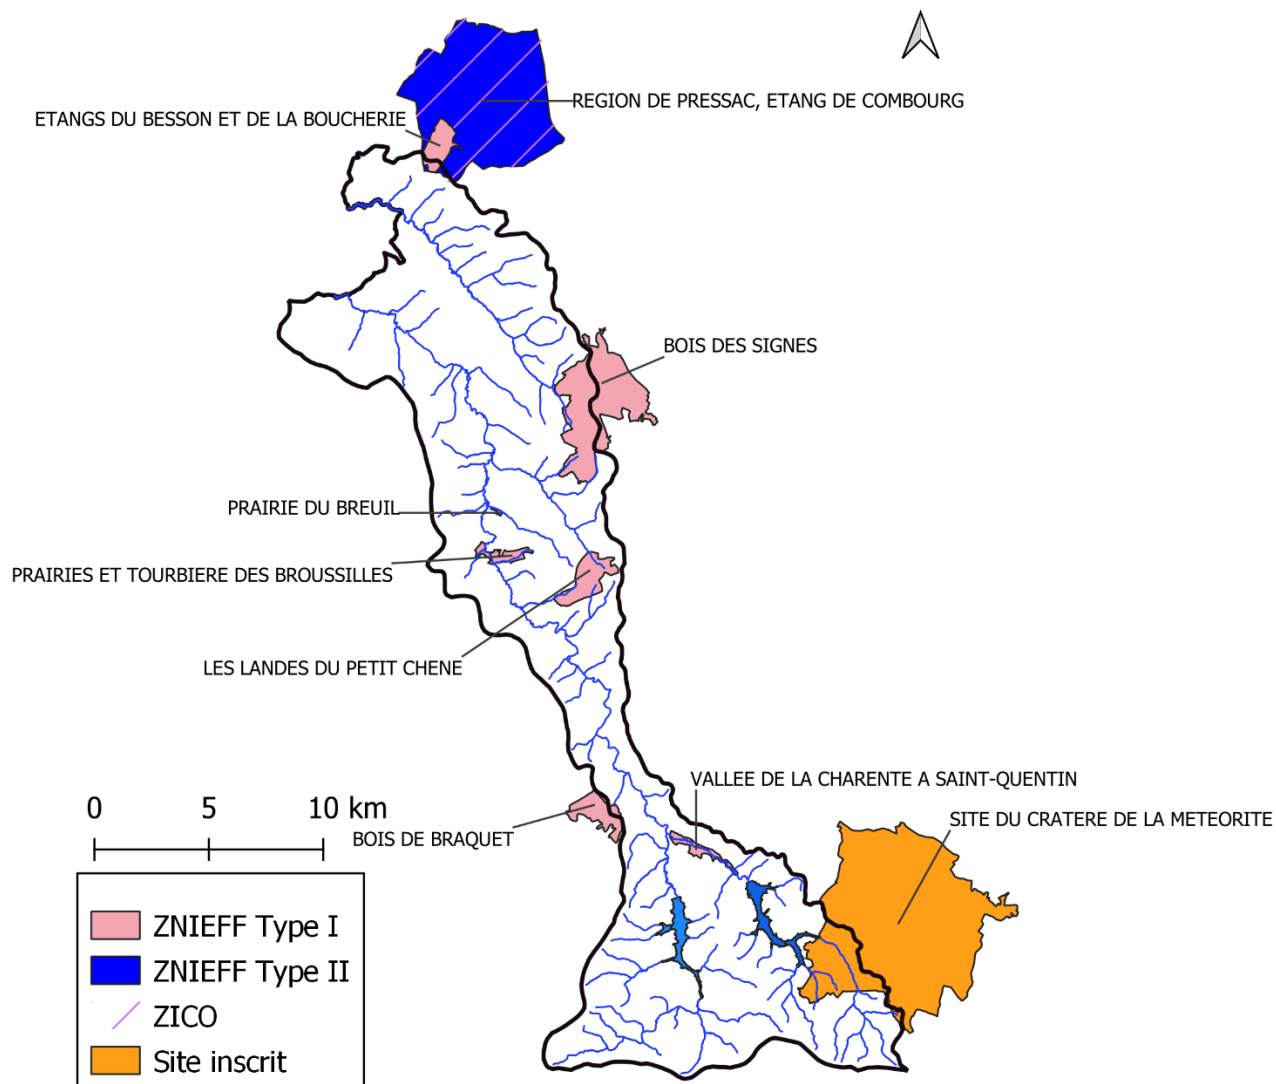 REGION DE PRESSAC, ETANG DE COMBOURG
ETANGS DU BESSON ET DE LA BOUCHERIE
BOIS DES SIGNES
PRAIRIE DU BREUIL
PRAIRIES ET TOURBIERE DES BROUSSILLES
LES LANDES DU PETIT CHENE
VALLEE DE LA CHARENTE A SAINT-QUENTIN
SITE DU CRATERE DE LA METEORITE
BOIS DE BRAQUET
0 5 10 km
ZNIEFF Type I
ZNIEFF Type II
ZICO
Site inscrit